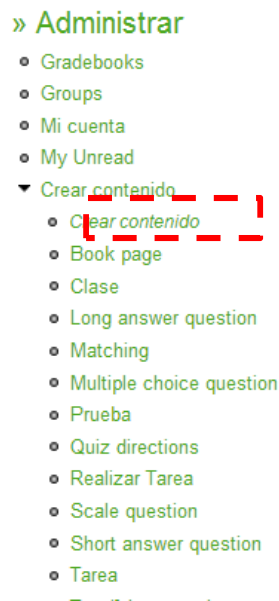 » Administrar
Gradebooks
Groups
Mi cuenta
My Unread
Crear contenido
Crear contenido
Book page
Clase
Long answer question
Matching
Multiple choice question
Prueba
Quiz directions
Realizar Tarea
Scale question
Short answer question
Tarea